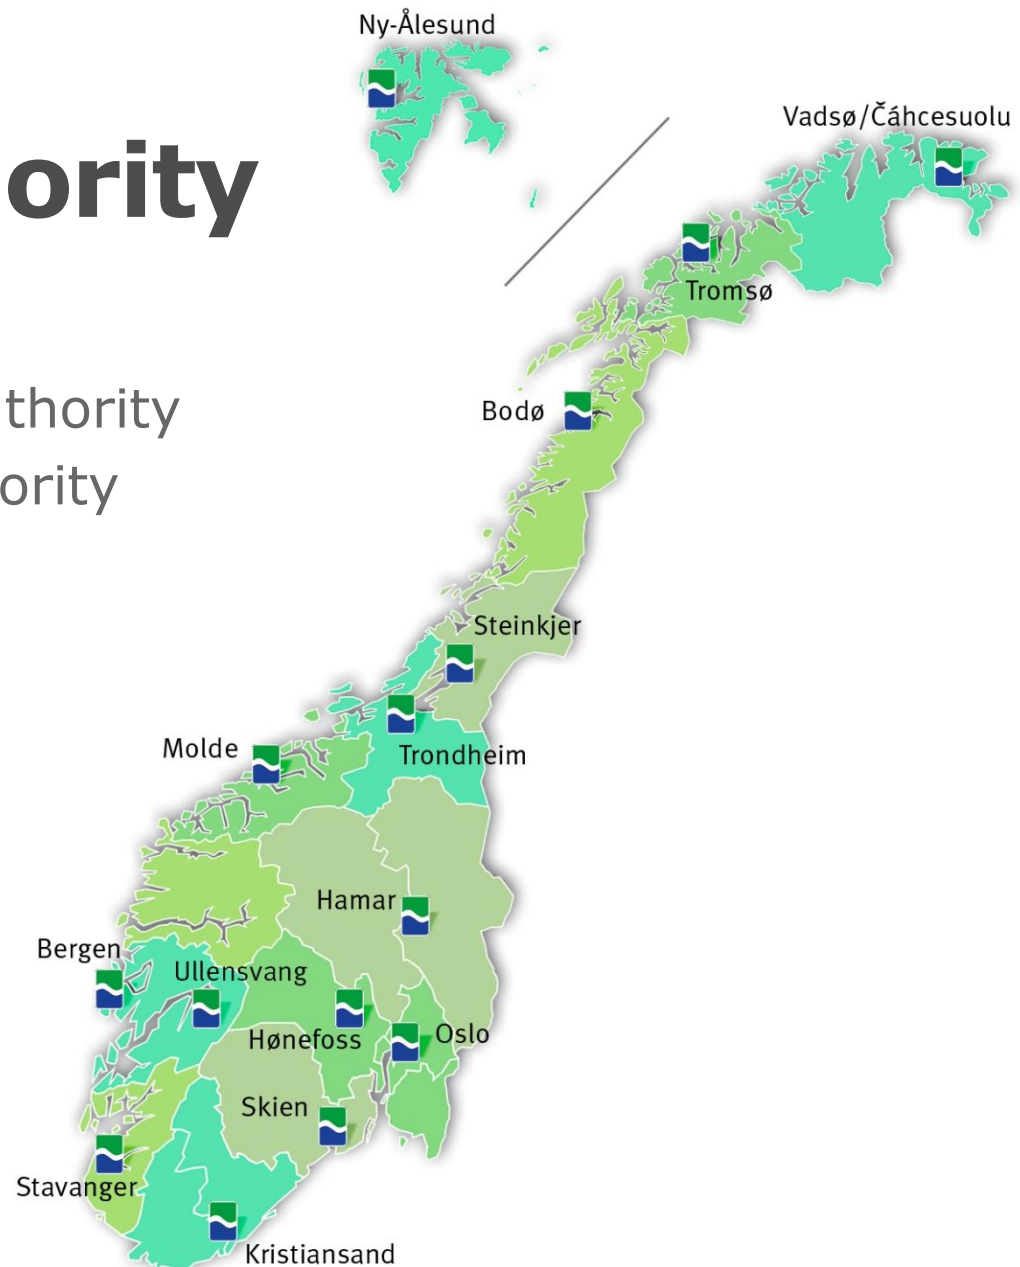 Ny-Ålesund
Vadsø/Čáhcesuolu
ority
Tromsø
thority
Bodø
ority
Steinkjer
Molde
Trondheim
Hamar
Bergen
Ullensvang
Hønefoss
Oslo
Skien
Stavanger
Kristiansand